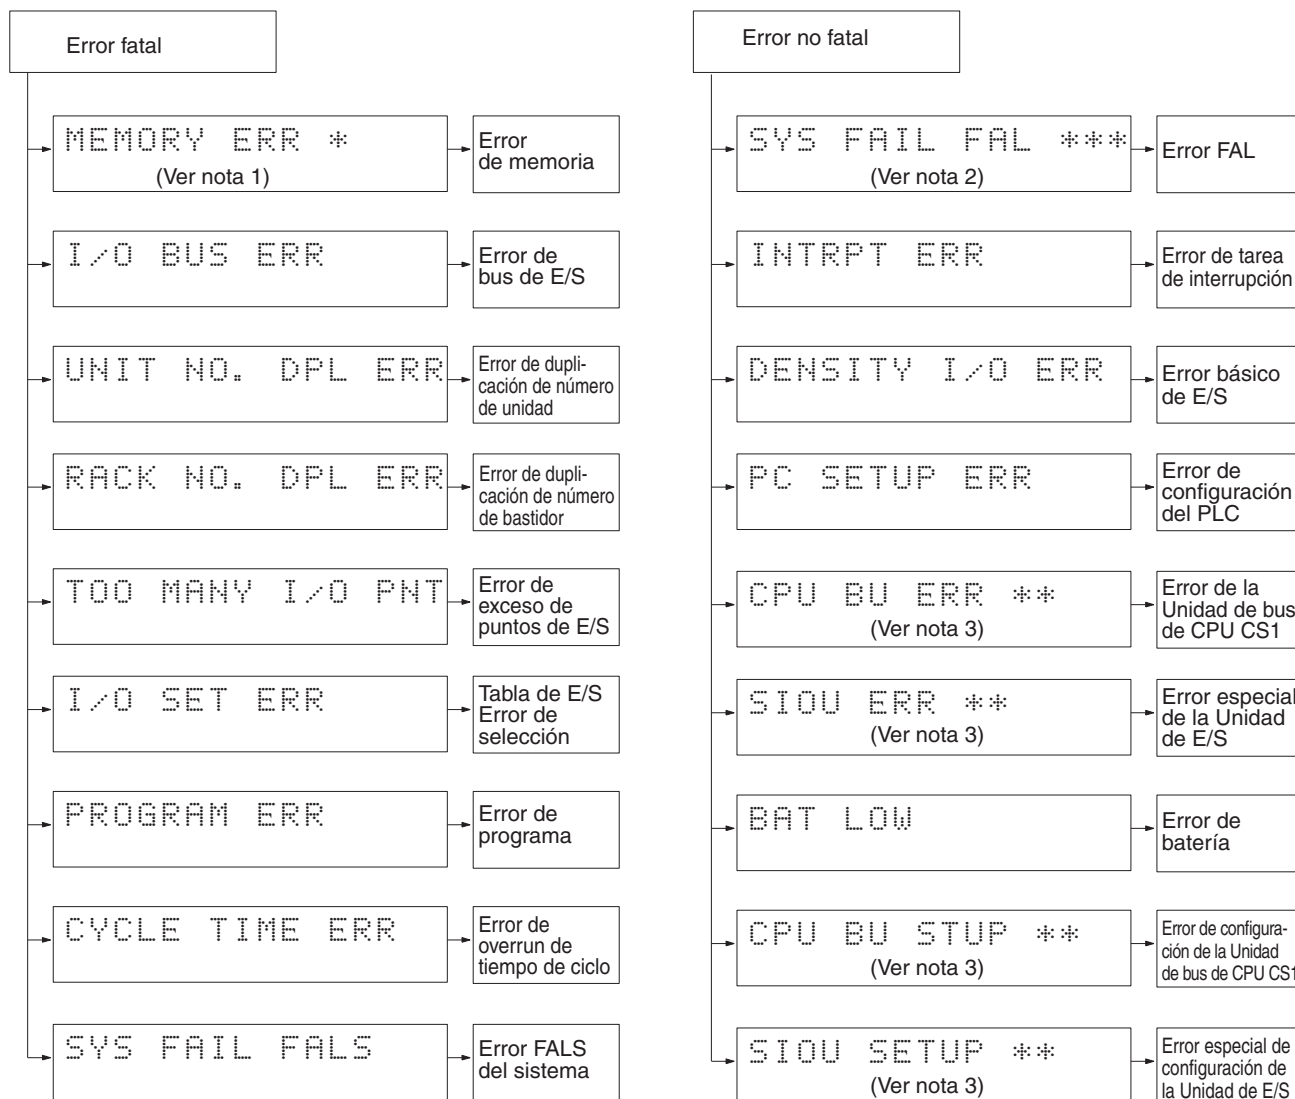 Error fatal
MEMORY ERR *
(Ver nota 1)
Error
de memoria
I/O BUS ERR
Error de
bus de E/S
UNIT NO. DPL ERR
Error de dupli-
cación de número
de unidad
RACK NO. DPL ERR
Error de dupli-
cación de número
de bastidor
TOO MANY I/O PNT
Error de
exceso de
puntos de E/S
I/O SET ERR
Tabla de E/S
Error de
selección
PROGRAM ERR
Error de
programa
CYCLE TIME ERR
Error de
overrun de
tiempo de ciclo
SYS FAIL FALS
Error FALS
del sistema
Error no fatal
SYS FAIL FAL ***
(Ver nota 2)
Error FAL
INTRPT ERR
Error de tarea
de interrupción
DENSITY I/O ERR
Error básico
de E/S
PC SETUP ERR
Error de
configuración
del PLC
CPU BU ERR **
(Ver nota 3)
Error de la
Unidad de bus
de CPU CS1
SIOU ERR **
(Ver nota 3)
Error especial
de la Unidad
de E/S
BAT LOW
Error de
batería
CPU BU STUP **
(Ver nota 3)
Error de configura-
ción de la Unidad
de bus de CPU CS1
SIOU SETUP **
(Ver nota 3)
Error especial de
configuración de
la Unidad de E/S